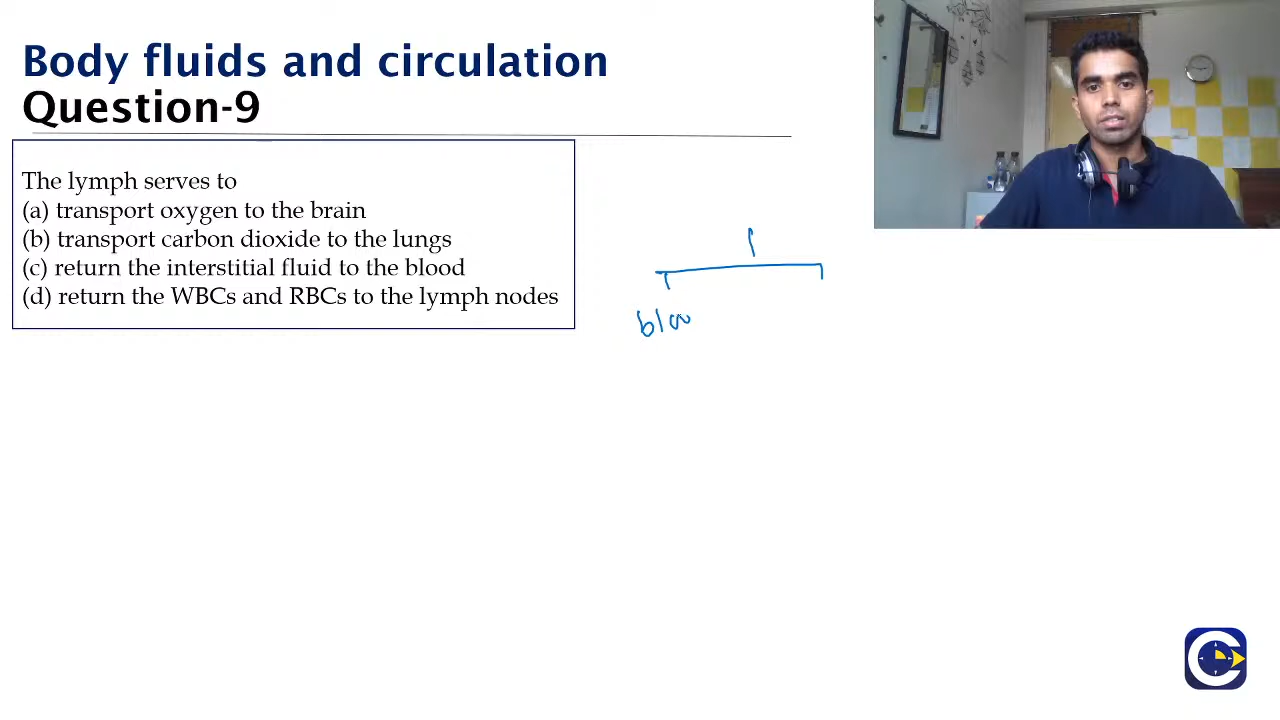 Body fluids and circulation
Question-9
The lymph serves to
(a) transport oxygen to the brain
(b) transport carbon dioxide to the lungs
(c) return the interstitial fluid to the blood
(d) return the WBCs and RBCs to the lymph nodes
bloo